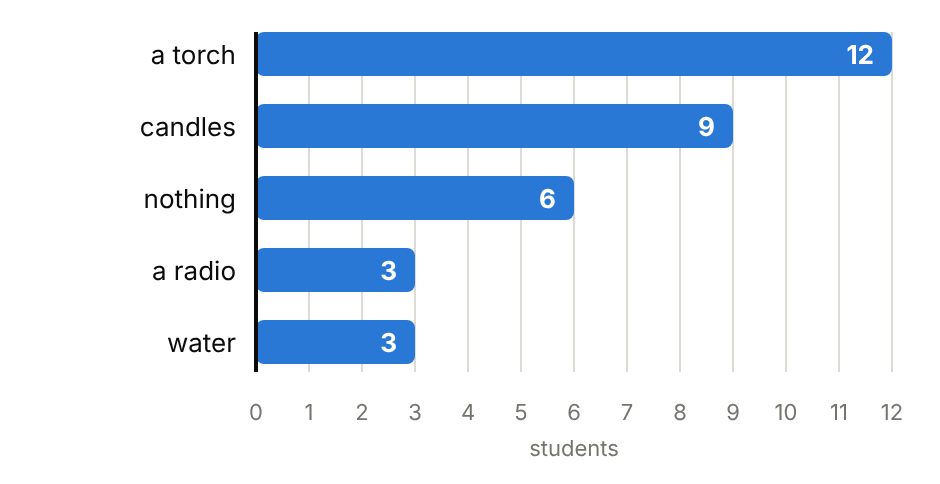 a torch 12
candles 9
nothing 6
a radio 3
water 3
0 1 2 3 4 5 6 7 8 9 10 11 12
students